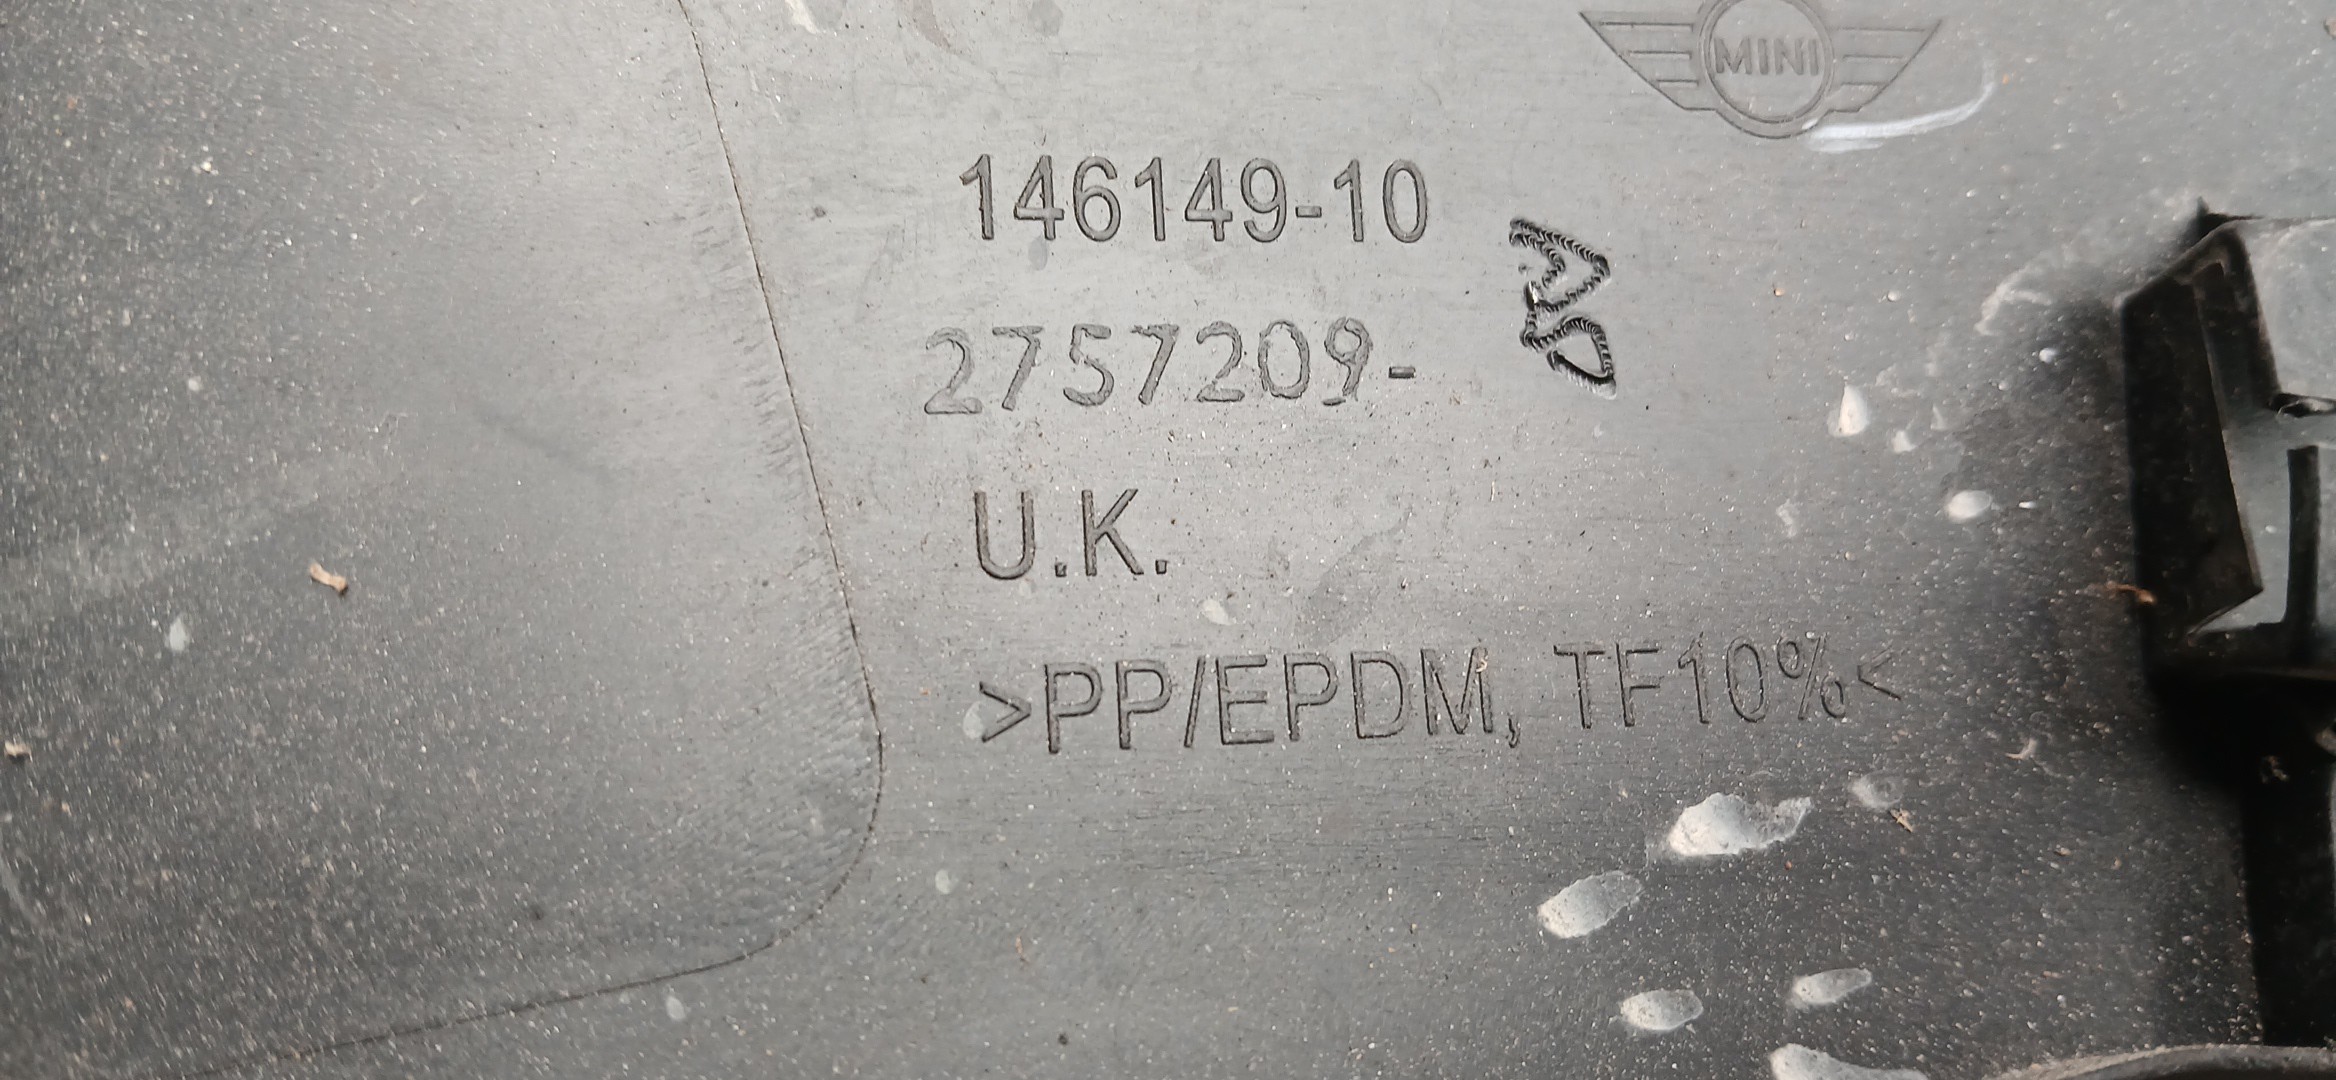 MINI
146149-10
2757209-
U.K.
>PP/EPDM, TF10%<